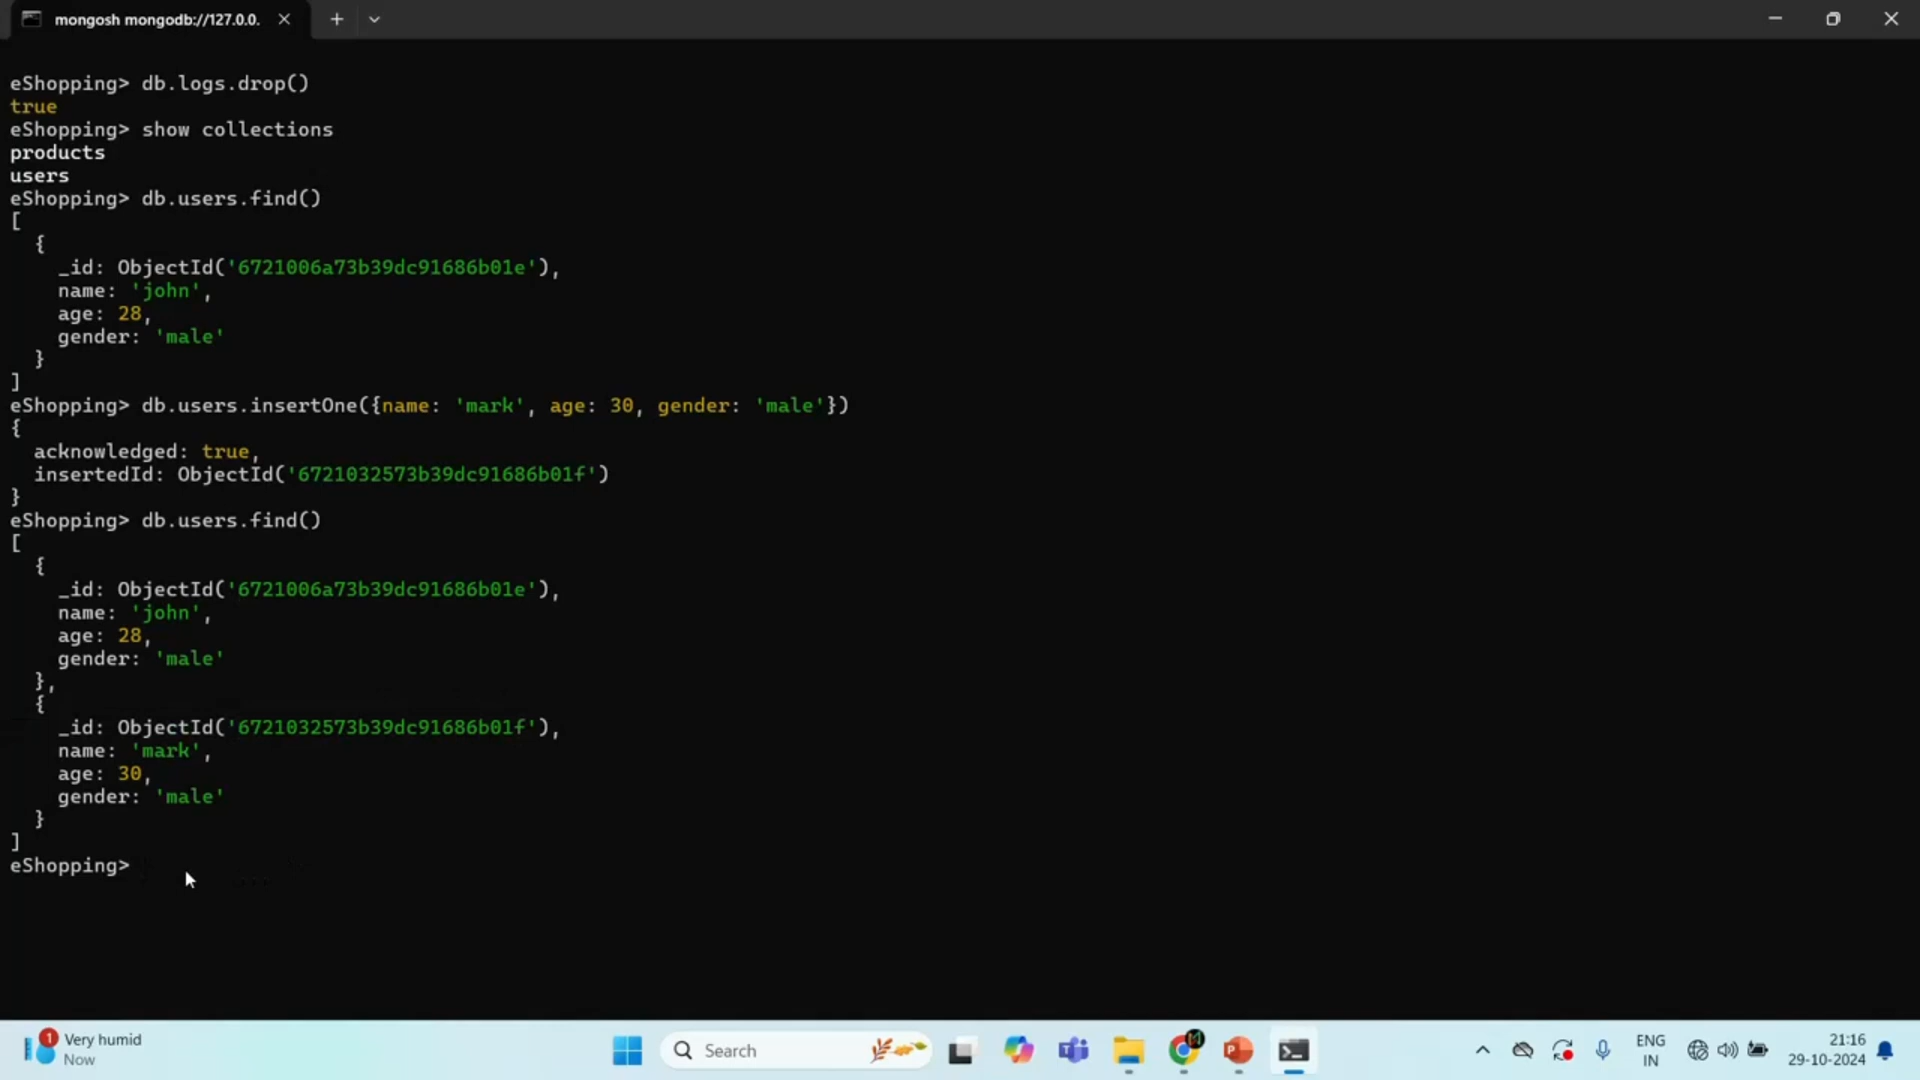 mongosh mongodb://127.0.0.
eShopping> db.logs.drop()
true
eShopping> show collections
products
users
eShopping> db.users.find()
[
  {
    _id: ObjectId('6721006a73b39dc91686b01e'),
    name: 'john',
    age: 28,
    gender: 'male'
  }
]
eShopping> db.users.insertOne({name: 'mark', age: 30, gender: 'male'})
{
  acknowledged: true,
  insertedId: ObjectId('6721032573b39dc91686b01f')
}
eShopping> db.users.find()
[
  {
    _id: ObjectId('6721006a73b39dc91686b01e'),
    name: 'john',
    age: 28,
    gender: 'male'
  },
  {
    _id: ObjectId('6721032573b39dc91686b01f'),
    name: 'mark',
    age: 30,
    gender: 'male'
  }
]
eShopping>
1
Very humid
Now
Search
ENG
IN
21:16
29-10-2024